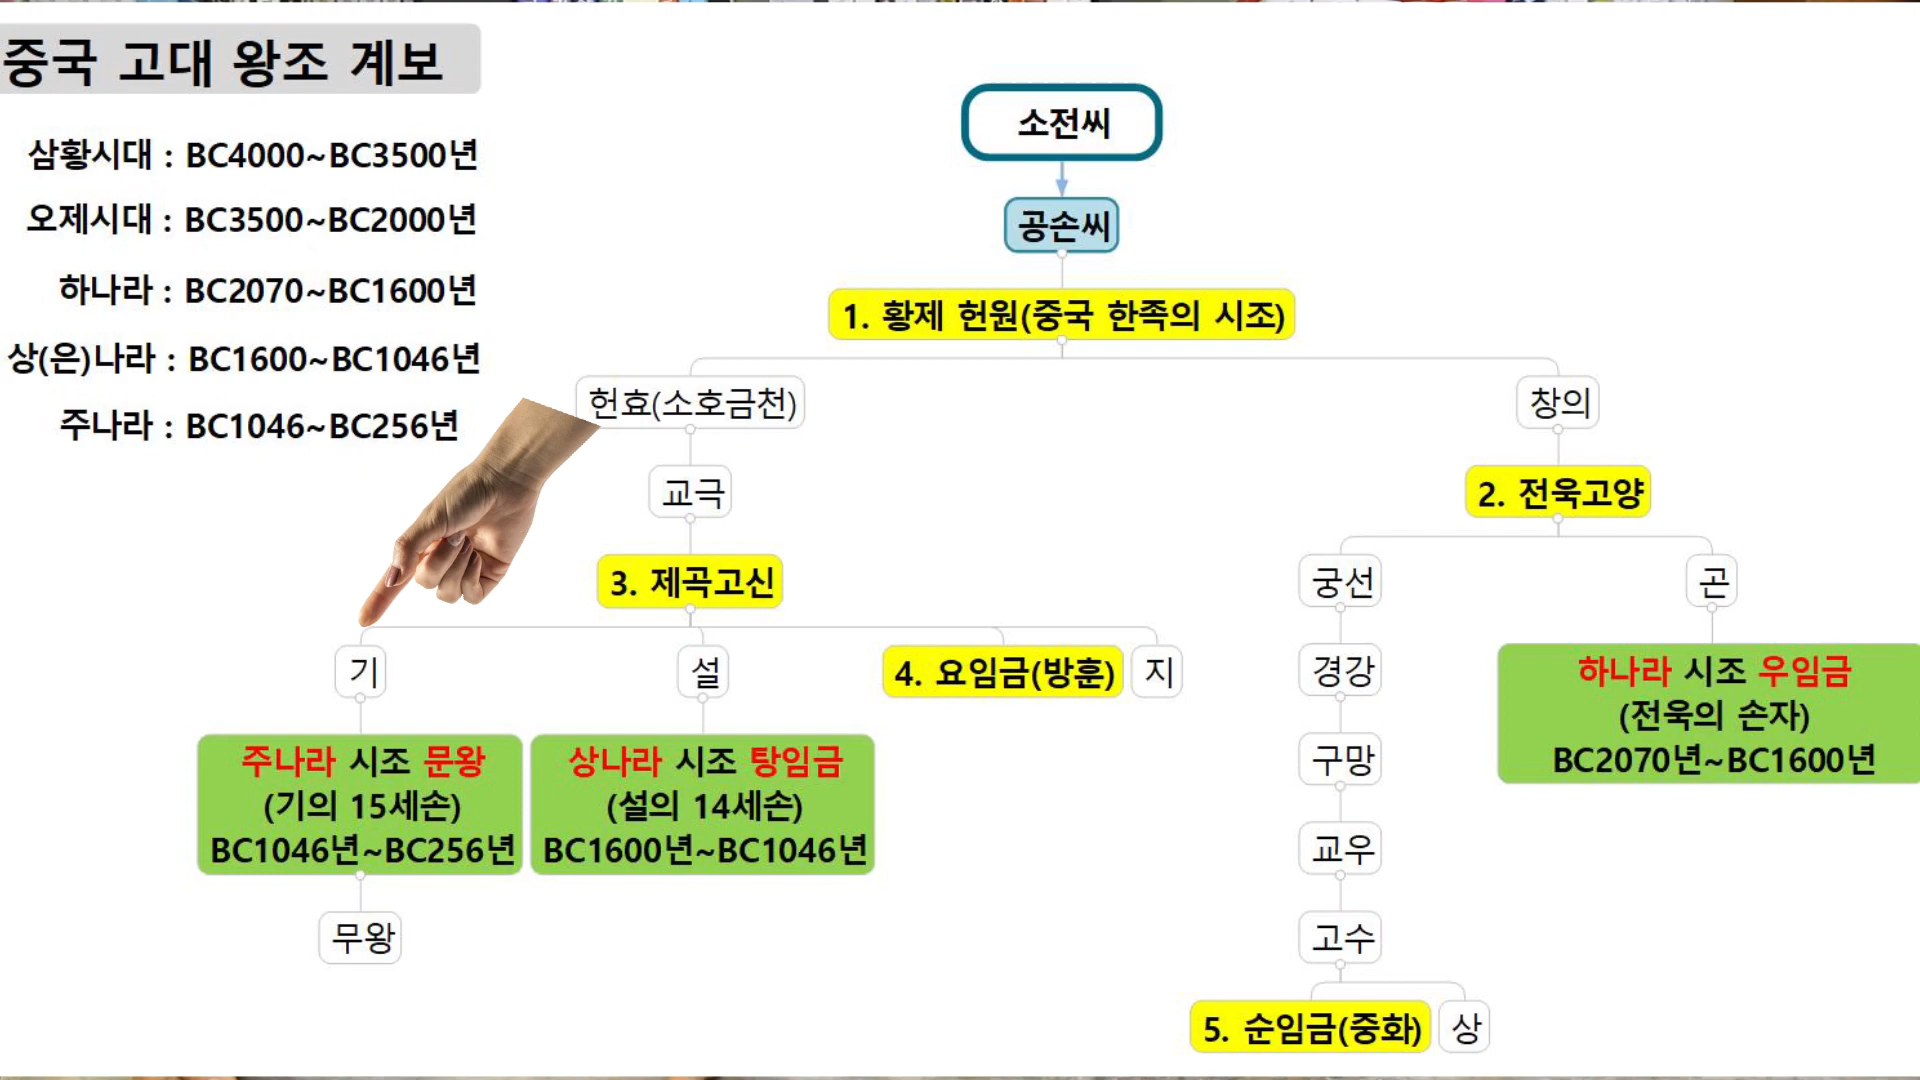 중국 고대 왕조 계보
삼황시대 : BC4000~BC3500년
오제시대 : BC3500~BC2000년
하나라 : BC2070~BC1600년
상(은)나라 : BC1600~BC1046년
주나라 : BC1046~BC256년
소전씨
공손씨
1. 황제 헌원(중국 한족의 시조)
헌효(소호금천)
창의
교극
2. 전욱고양
3. 제곡고신
궁선
곤
기
설
4. 요임금(방훈)
지
경강
하나라 시조 우임금
(전욱의 손자)
BC2070년~BC1600년
주나라 시조 문왕
(기의 15세손)
BC1046년~BC256년
상나라 시조 탕임금
(설의 14세손)
BC1600년~BC1046년
구망
교우
무왕
고수
5. 순임금(중화)
상